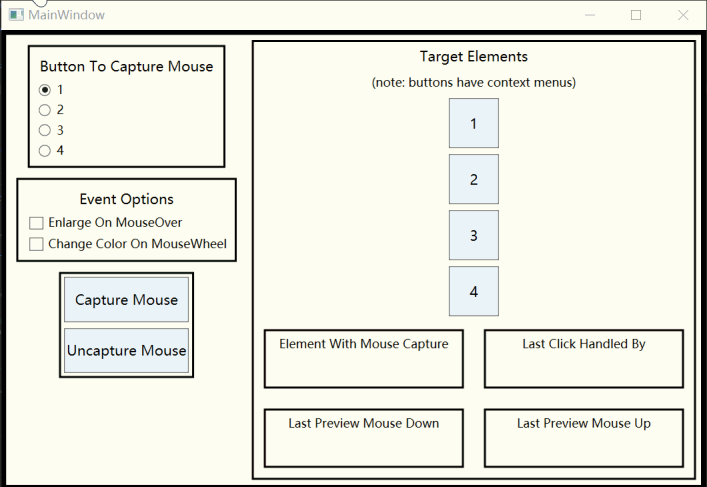 MainWindow
Button To Capture Mouse
1
2
3
4
Event Options
Enlarge On MouseOver
Change Color On MouseWheel
Capture Mouse
Uncapture Mouse
Target Elements
(note: buttons have context menus)
1
2
3
4
Element With Mouse Capture
Last Click Handled By
Last Preview Mouse Down
Last Preview Mouse Up